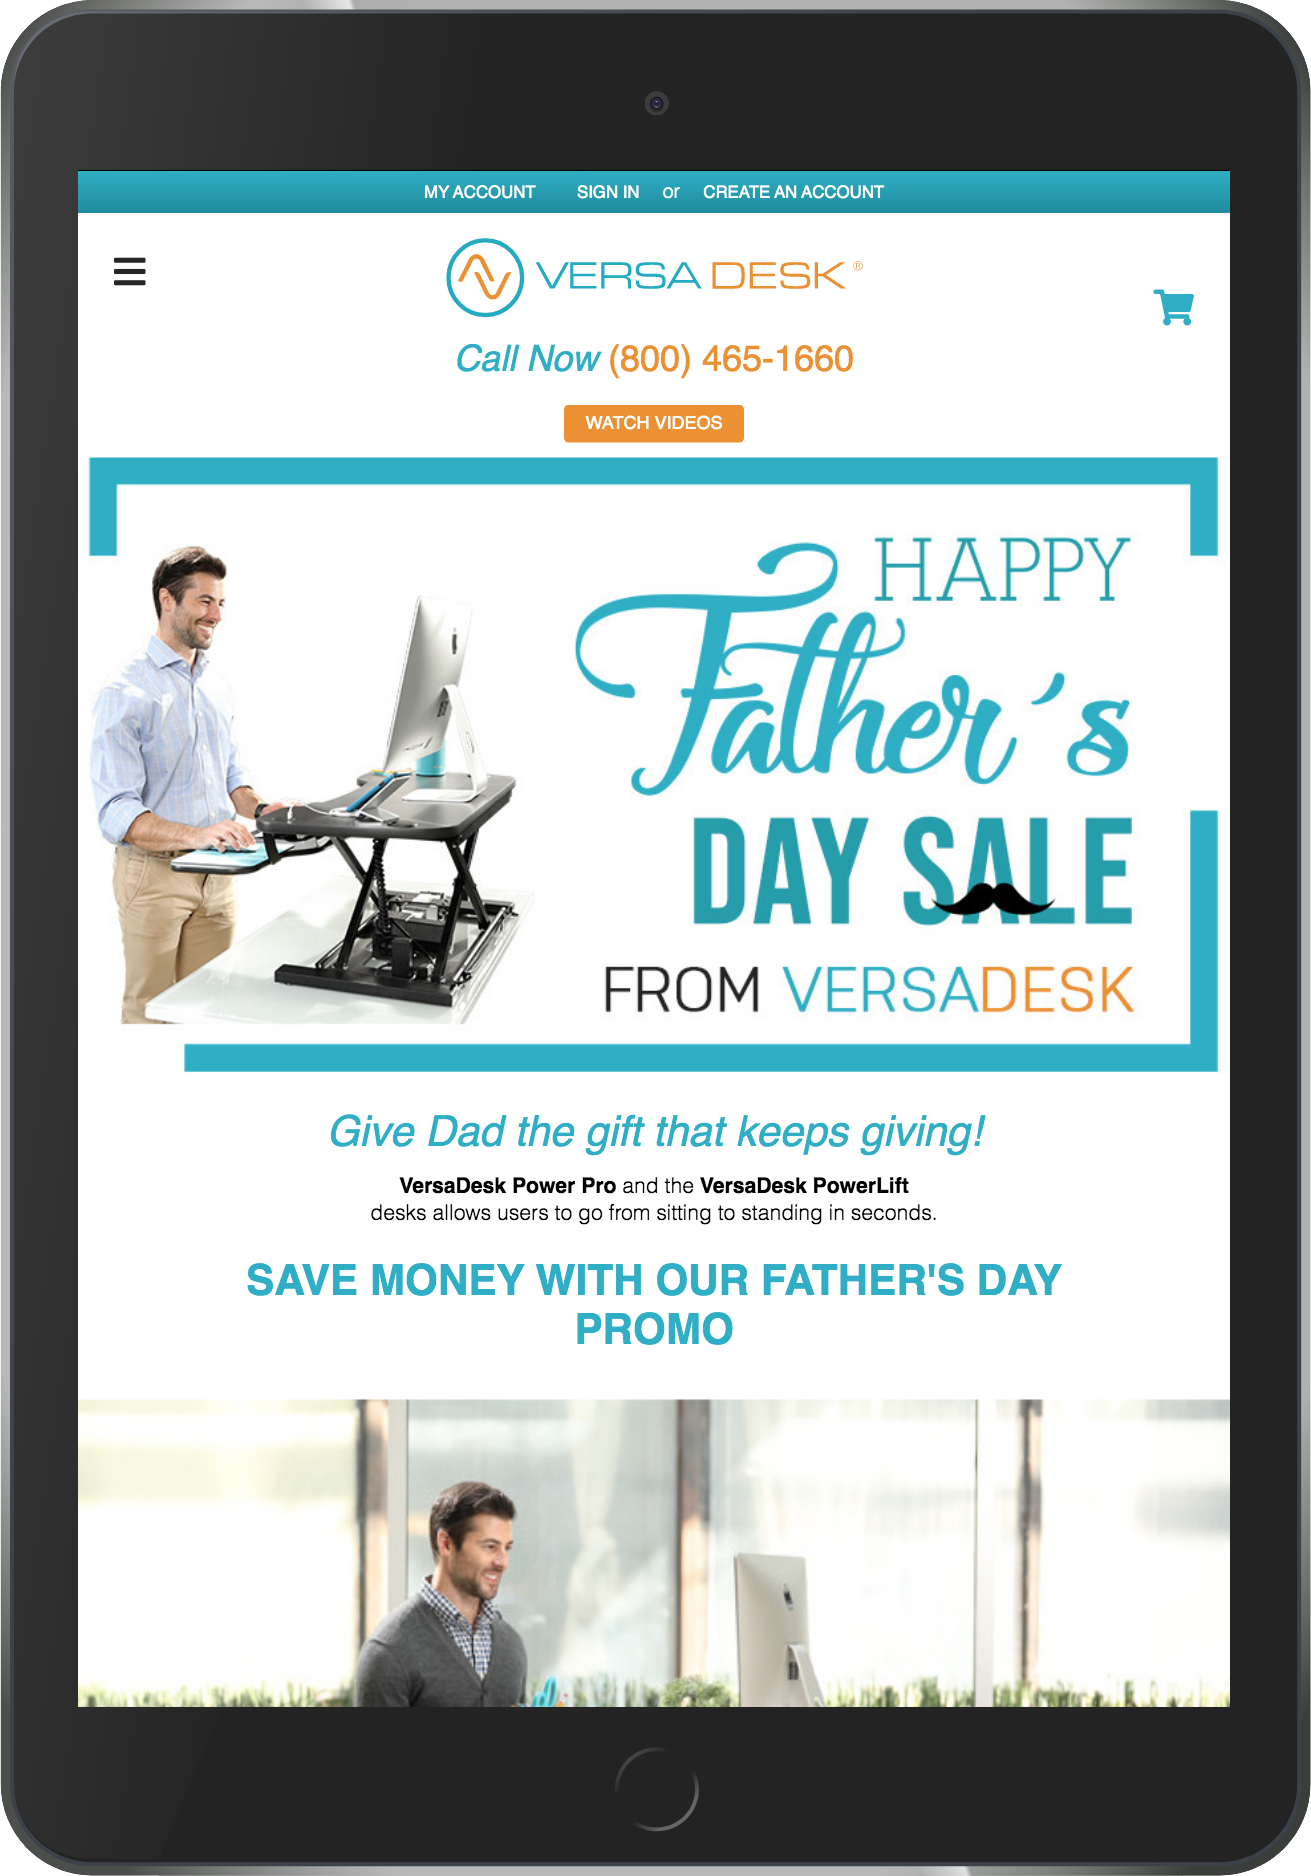 MY ACCOUNT SIGN IN or CREATE AN ACCOUNT
VERSA DESK®
Call Now (800) 465-1660
WATCH VIDEOS
HAPPY
Father´s
DAY SALE
FROM VERSADESK
Give Dad the gift that keeps giving!
VersaDesk Power Pro and the VersaDesk PowerLift
desks allows users to go from sitting to standing in seconds.
SAVE MONEY WITH OUR FATHER'S DAY
PROMO